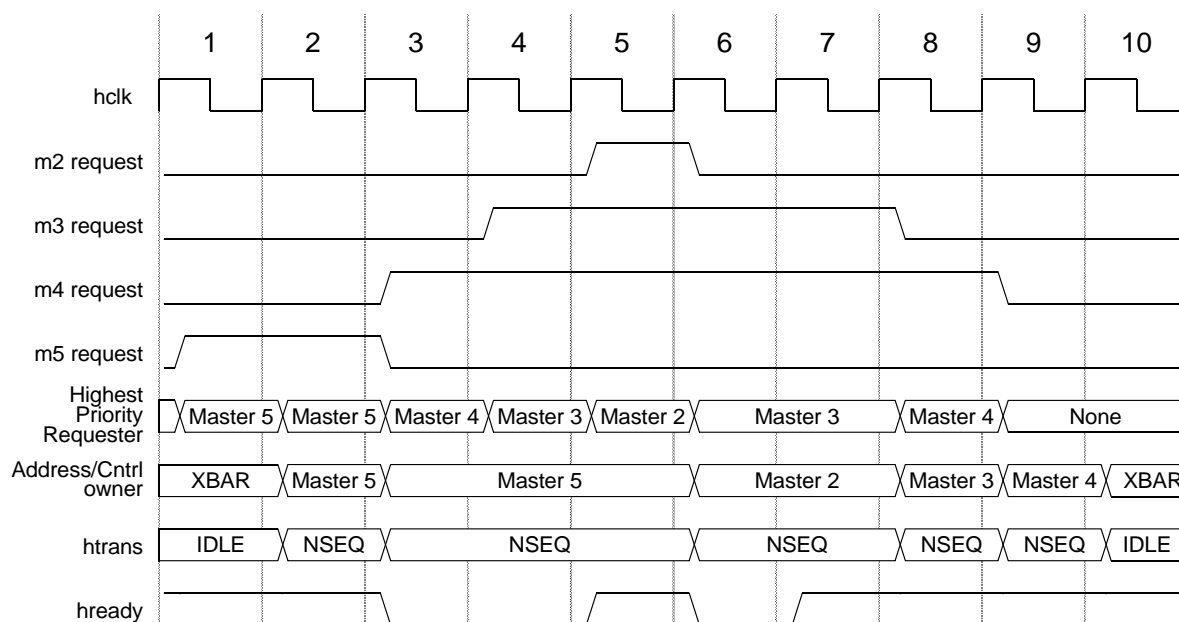 1 2 3 4 5 6 7 8 9 10
hclk
m2 request
m3 request
m4 request
m5 request
Highest
Priority
Requester
Master 5 Master 5 Master 4 Master 3 Master 2 Master 3 Master 4 None
Address/Cntrl
owner
XBAR Master 5 Master 5 Master 2 Master 3 Master 4 XBAR
htrans IDLE NSEQ NSEQ NSEQ NSEQ NSEQ IDLE
hready